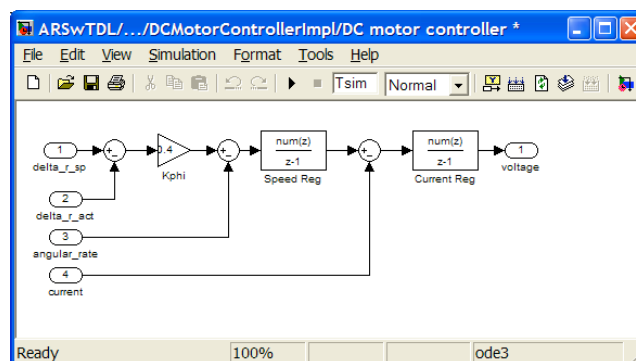 ARSwTDL/.../DCMotorControllerImpl/DC motor controller *
File Edit View Simulation Format Tools Help
Tsim Normal
1
delta_r_sp
0.4
Kphi
num(z)
z-1
Speed Reg
num(z)
z-1
Current Reg
1
voltage
2
delta_r_act
3
angular_rate
4
current
Ready 100% ode3